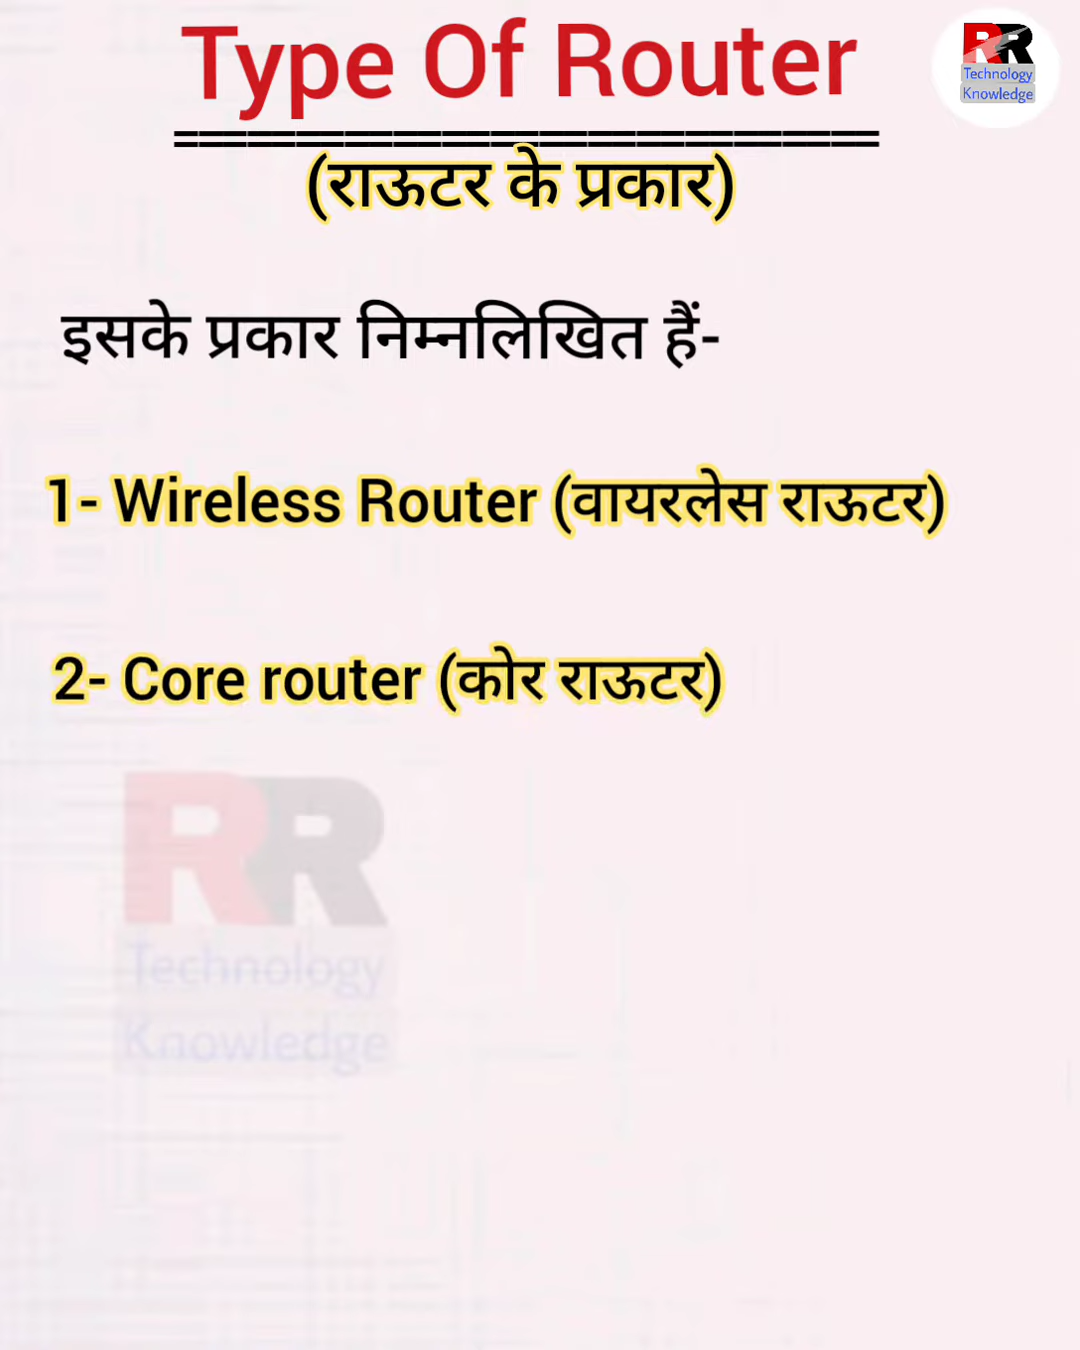 Type Of Router
RR
Technology
Knowledge
(राऊटर के प्रकार)
इसके प्रकार निम्नलिखित हैं-
1- Wireless Router (वायरलेस राऊटर)
2- Core router (कोर राऊटर)
RR
Technology
Knowledge